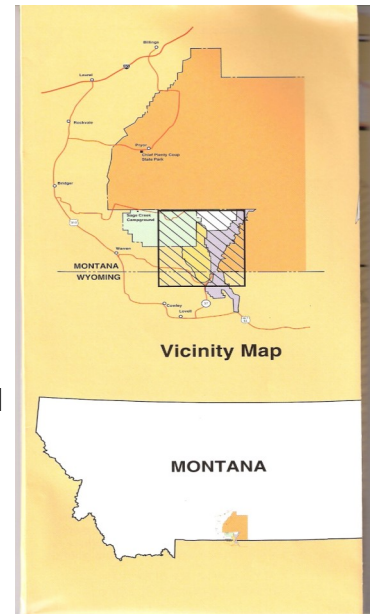 Billings
Laurel
Rockvale
Pryor
Chief Plenty Coup
State Park
Bridger
Sage Creek
Campground
Warren
MONTANA
WYOMING
Cowley
Lovell
Vicinity Map
MONTANA